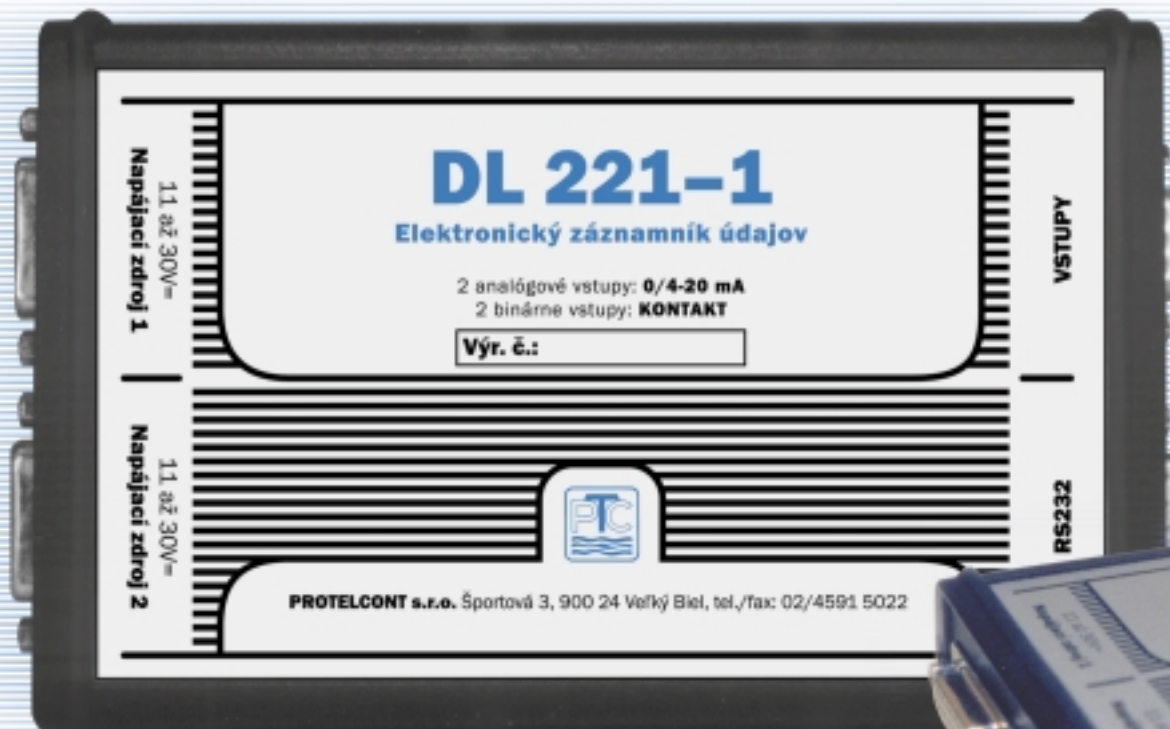 DL 221–1
Elektronický záznamník údajov
2 analógové vstupy: 0/4-20 mA
2 binárne vstupy: KONTAKT
Výr. č.:
Napájací zdroj 1
11 až 30V=
Napájací zdroj 2
11 až 30V=
VSTUPY
RS232
PTC
PROTELCONT s.r.o. Športová 3, 900 24 Veľký Biel, tel./fax: 02/4591 5022